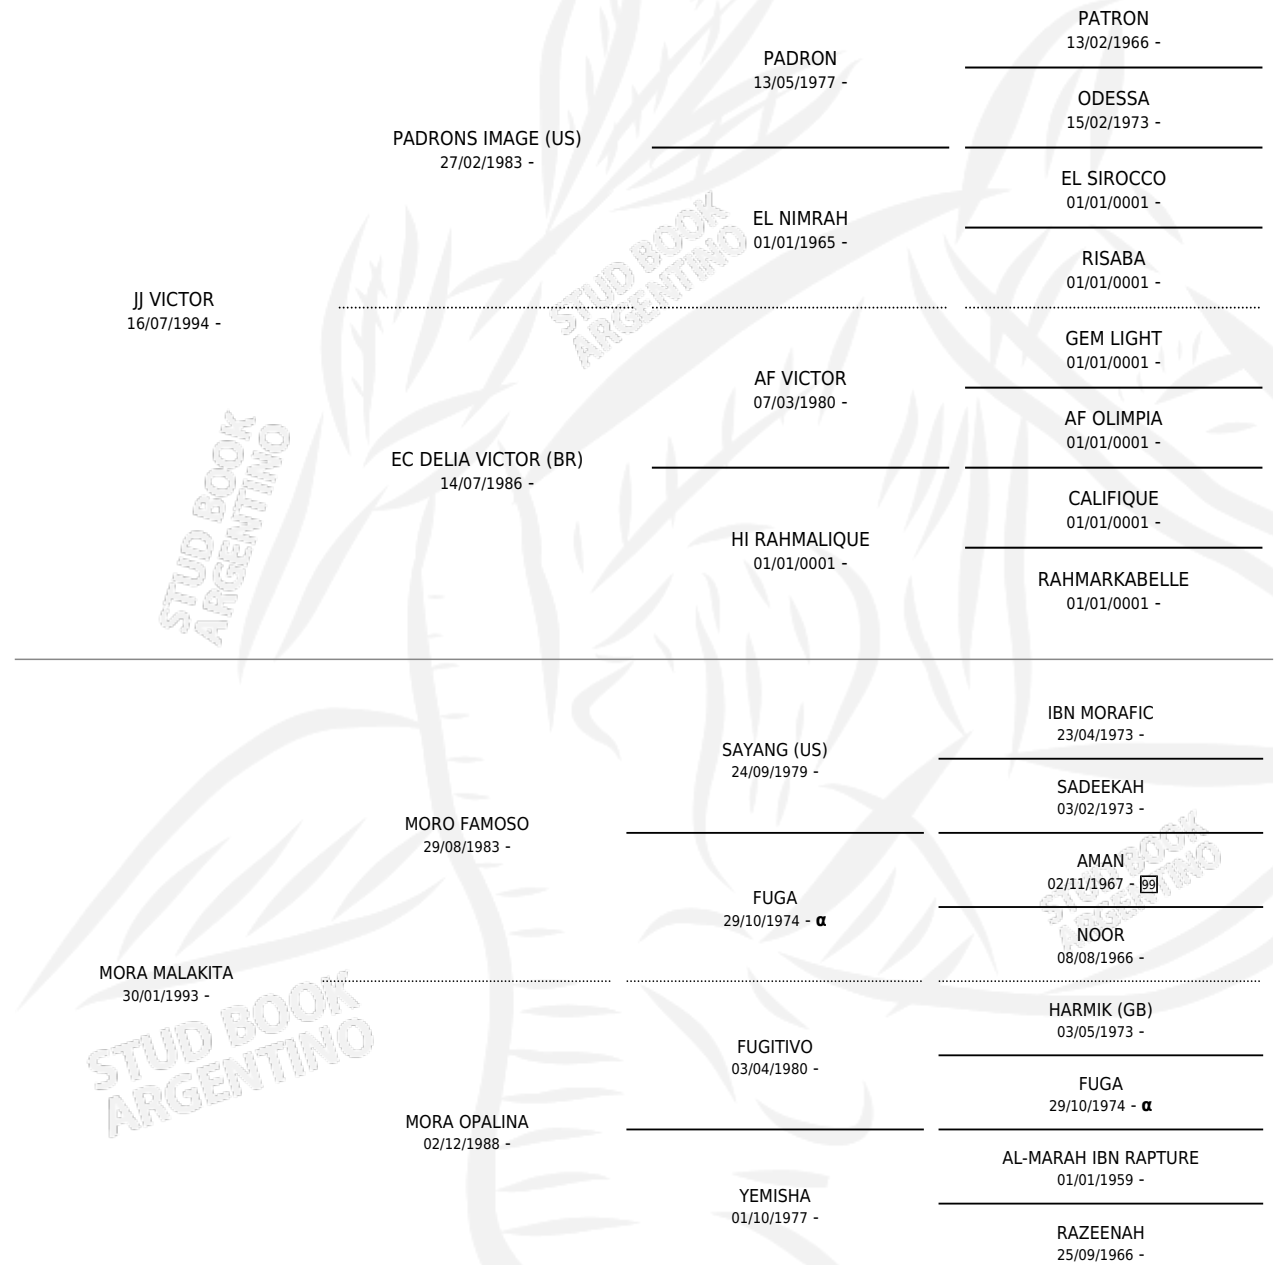 PATRON
13/02/1966 -
PADRON
13/05/1977 -
ODESSA
15/02/1973 -
PADRONS IMAGE (US)
27/02/1983 -
EL SIROCCO
01/01/0001 -
EL NIMRAH
01/01/1965 -
RISABA
01/01/0001 -
JJ VICTOR
16/07/1994 -
GEM LIGHT
01/01/0001 -
AF VICTOR
07/03/1980 -
AF OLIMPIA
01/01/0001 -
EC DELIA VICTOR (BR)
14/07/1986 -
CALIFIQUE
01/01/0001 -
HI RAHMALIQUE
01/01/0001 -
RAHMARKABELLE
01/01/0001 -
IBN MORAFIC
23/04/1973 -
SAYANG (US)
24/09/1979 -
SADEEKAH
03/02/1973 -
MORO FAMOSO
29/08/1983 -
AMAN
02/11/1967 - 99
FUGA
29/10/1974 - α
NOOR
08/08/1966 -
MORA MALAKITA
30/01/1993 -
HARMIK (GB)
03/05/1973 -
FUGITIVO
03/04/1980 -
FUGA
29/10/1974 - α
MORA OPALINA
02/12/1988 -
AL-MARAH IBN RAPTURE
01/01/1959 -
YEMISHA
01/10/1977 -
RAZEENAH
25/09/1966 -
STUD BOOK
ARGENTINO
STUD BOOK
ARGENTINO
STUD BOOK
ARGENTINO
STUD BOOK
ARGENTINO